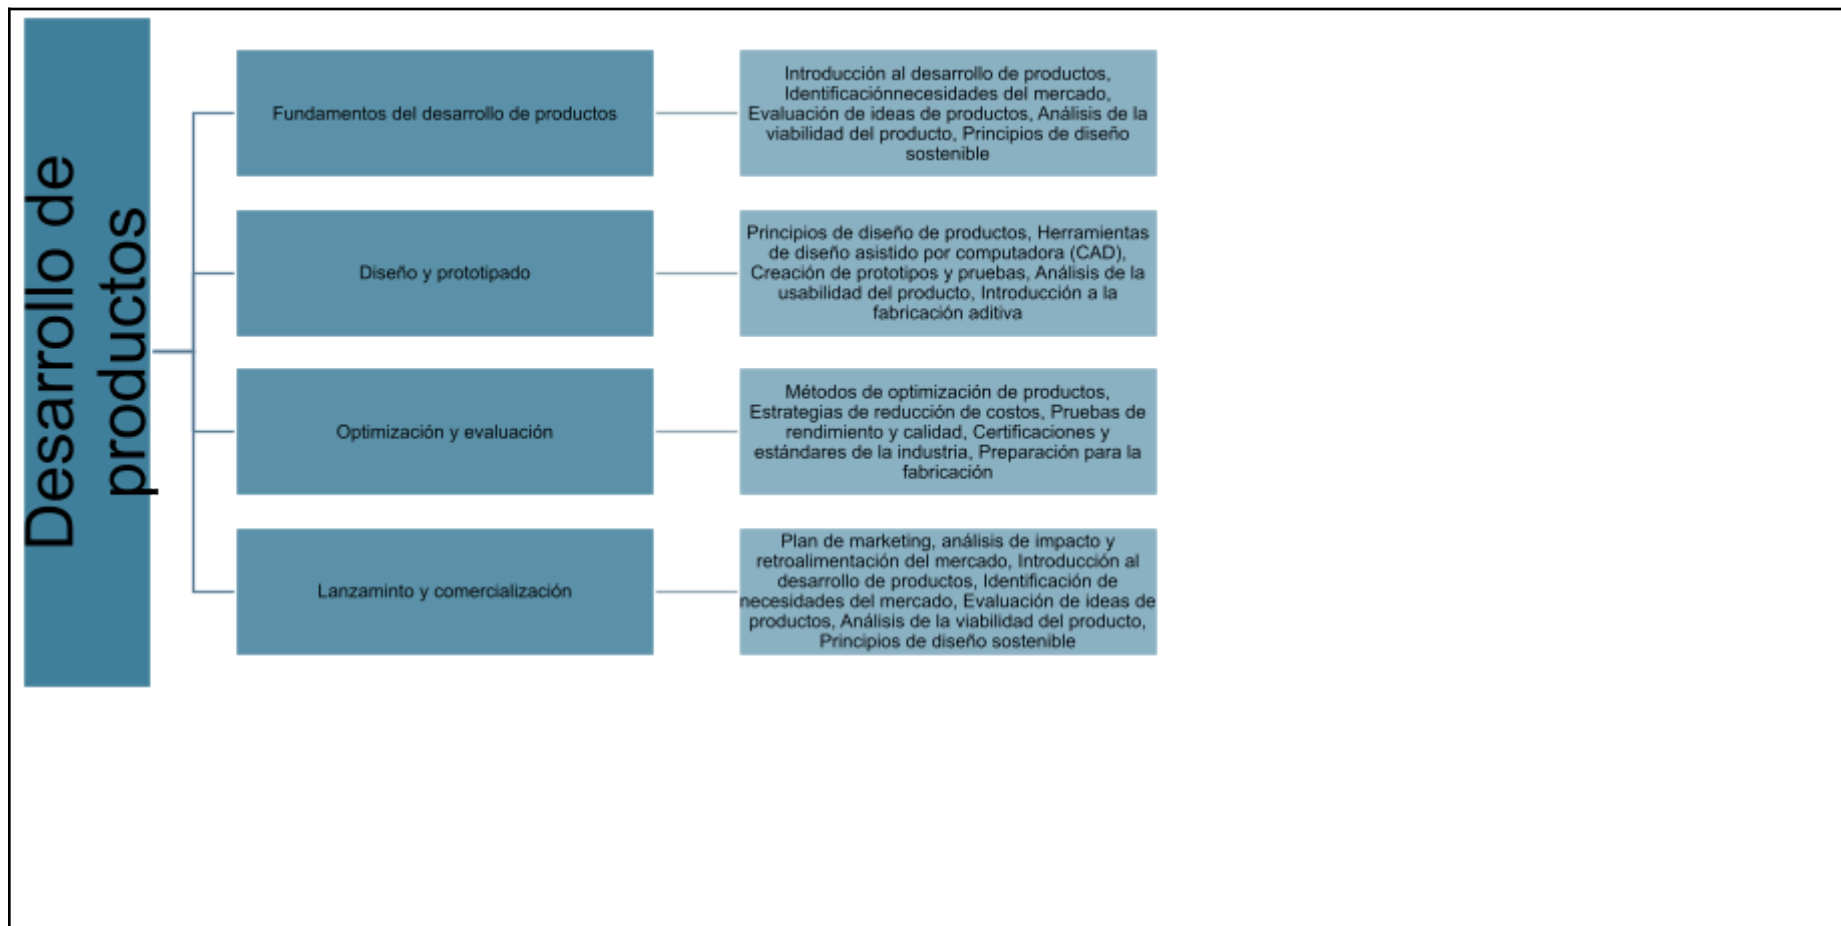 Desarrollo de
productos
Fundamentos del desarrollo de productos
Introducción al desarrollo de productos,
Identificaciónnecesidades del mercado,
Evaluación de ideas de productos, Análisis de la
viabilidad del producto, Principios de diseño
sostenible
Diseño y prototipado
Principios de diseño de productos, Herramientas
de diseño asistido por computadora (CAD),
Creación de prototipos y pruebas, Análisis de la
usabilidad del producto, Introducción a la
fabricación aditiva
Optimización y evaluación
Métodos de optimización de productos,
Estrategias de reducción de costos, Pruebas de
rendimiento y calidad, Certificaciones y
estándares de la industria, Preparación para la
fabricación
Lanzaminto y comercialización
Plan de marketing, análisis de impacto y
retroalimentación del mercado, Introducción al
desarrollo de productos, Identificación de
necesidades del mercado, Evaluación de ideas de
productos, Análisis de la viabilidad del producto,
Principios de diseño sostenible